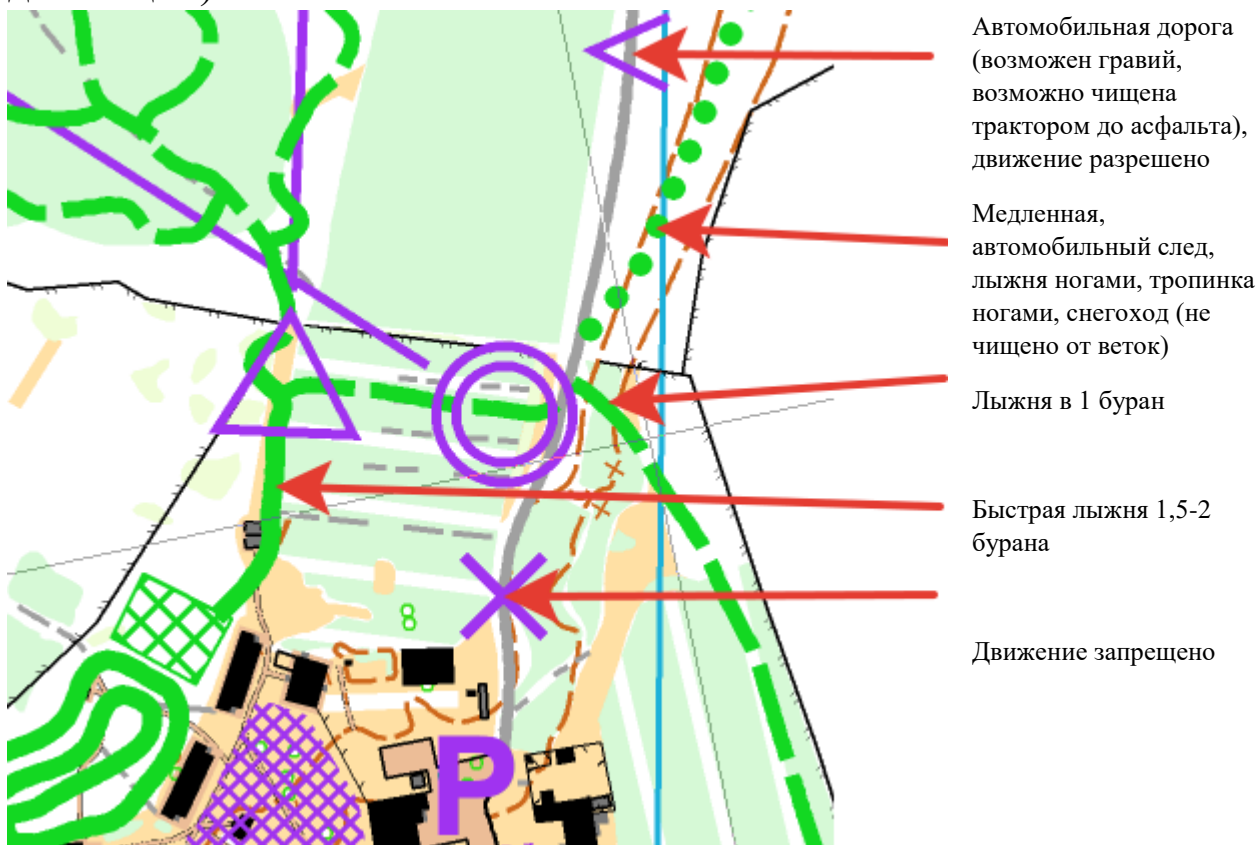 Автомобильная дорога
(возможен гравий,
возможно чищена
трактором до асфальта),
движение разрешено
Медленная,
автомобильный след,
лыжня ногами, тропинка
ногами, снегоход (не
чищено от веток)
Лыжня в 1 буран
Быстрая лыжня 1,5-2
бурана
Движение запрещено
P